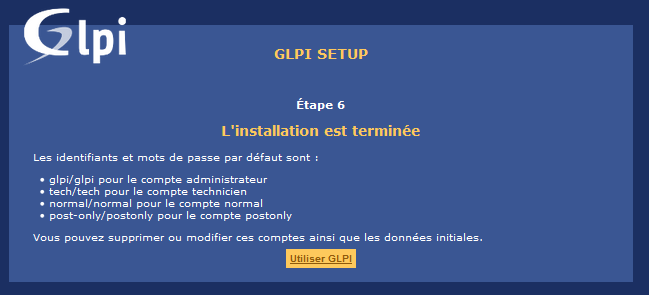 Glpi
GLPI SETUP
Étape 6
L'installation est terminée
Les identifiants et mots de passe par défaut sont :
• glpi/glpi pour le compte administrateur
• tech/tech pour le compte technicien
• normal/normal pour le compte normal
• post-only/postonly pour le compte postonly
Vous pouvez supprimer ou modifier ces comptes ainsi que les données initiales.
Utiliser GLPI